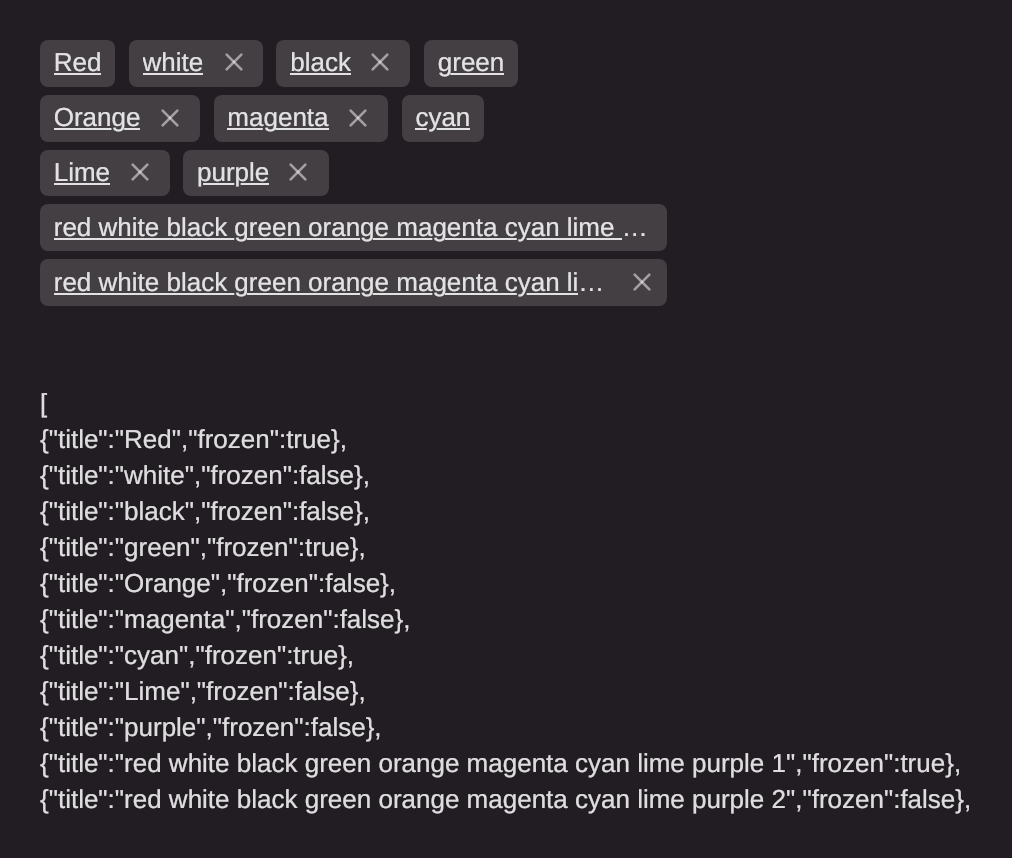 Red white black green
Orange magenta cyan
Lime purple
red white black green orange magenta cyan lime ...
red white black green orange magenta cyan li...
[
{"title":"Red","frozen":true},
{"title":"white","frozen":false},
{"title":"black","frozen":false},
{"title":"green","frozen":true},
{"title":"Orange","frozen":false},
{"title":"magenta","frozen":false},
{"title":"cyan","frozen":true},
{"title":"Lime","frozen":false},
{"title":"purple","frozen":false},
{"title":"red white black green orange magenta cyan lime purple 1","frozen":true},
{"title":"red white black green orange magenta cyan lime purple 2","frozen":false},